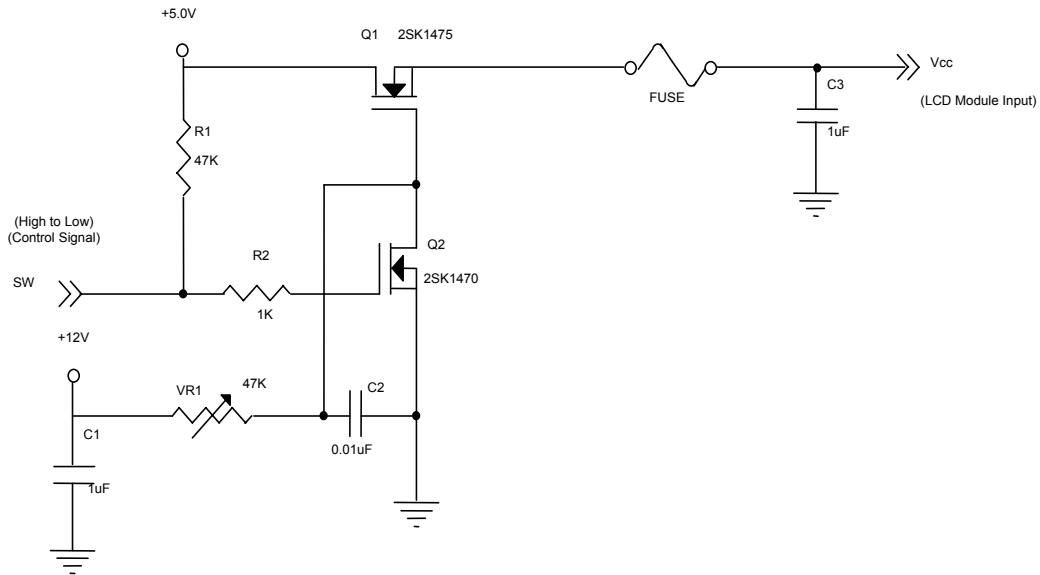 +5.0V
Q1 2SK1475
Vcc
C3
FUSE
(LCD Module Input)
R1
1uF
47K
(High to Low)
(Control Signal)
R2
Q2
SW
2SK1470
1K
+12V
VR1
47K
C2
C1
0.01uF
1uF